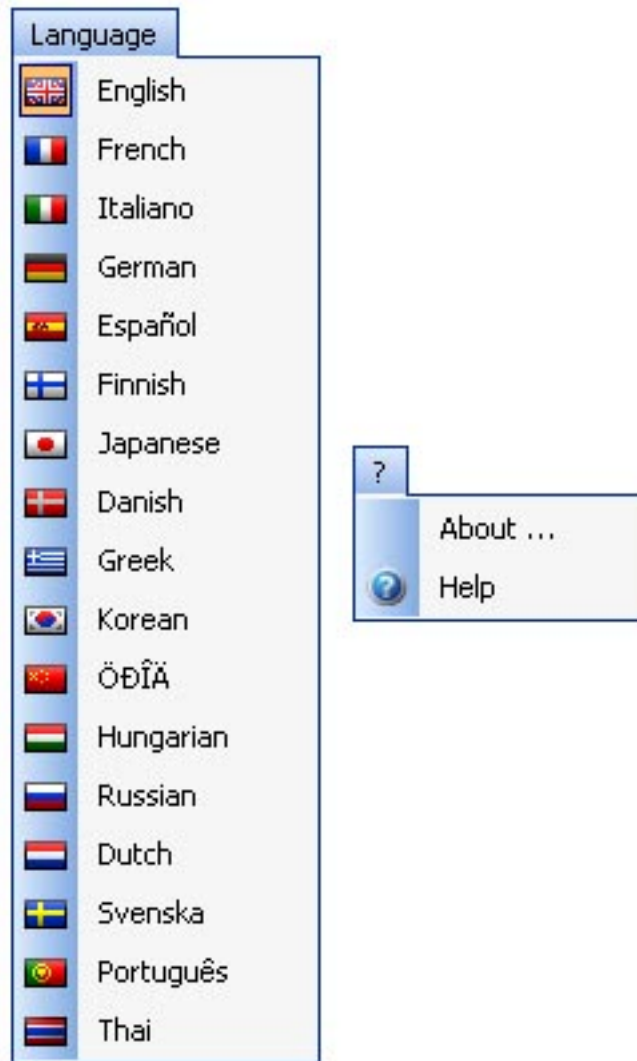 Language
English
French
Italiano
German
Español
Finnish
Japanese
Danish
Greek
Korean
ÖÐÎÄ
Hungarian
Russian
Dutch
Svenska
Português
Thai
?
About ...
Help